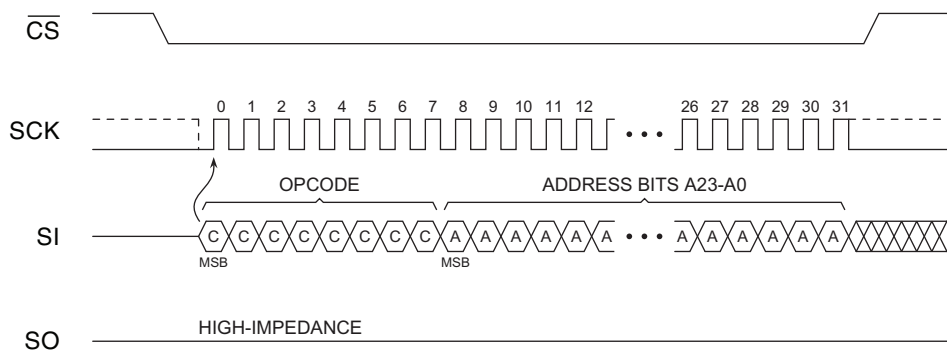 CS
0 1 2 3 4 5 6 7 8 9 10 11 12 26 27 28 29 30 31
SCK
OPCODE ADDRESS BITS A23-A0
SI C C C C C C C C A A A A A A A A A A A A
MSB MSB
HIGH-IMPEDANCE
SO